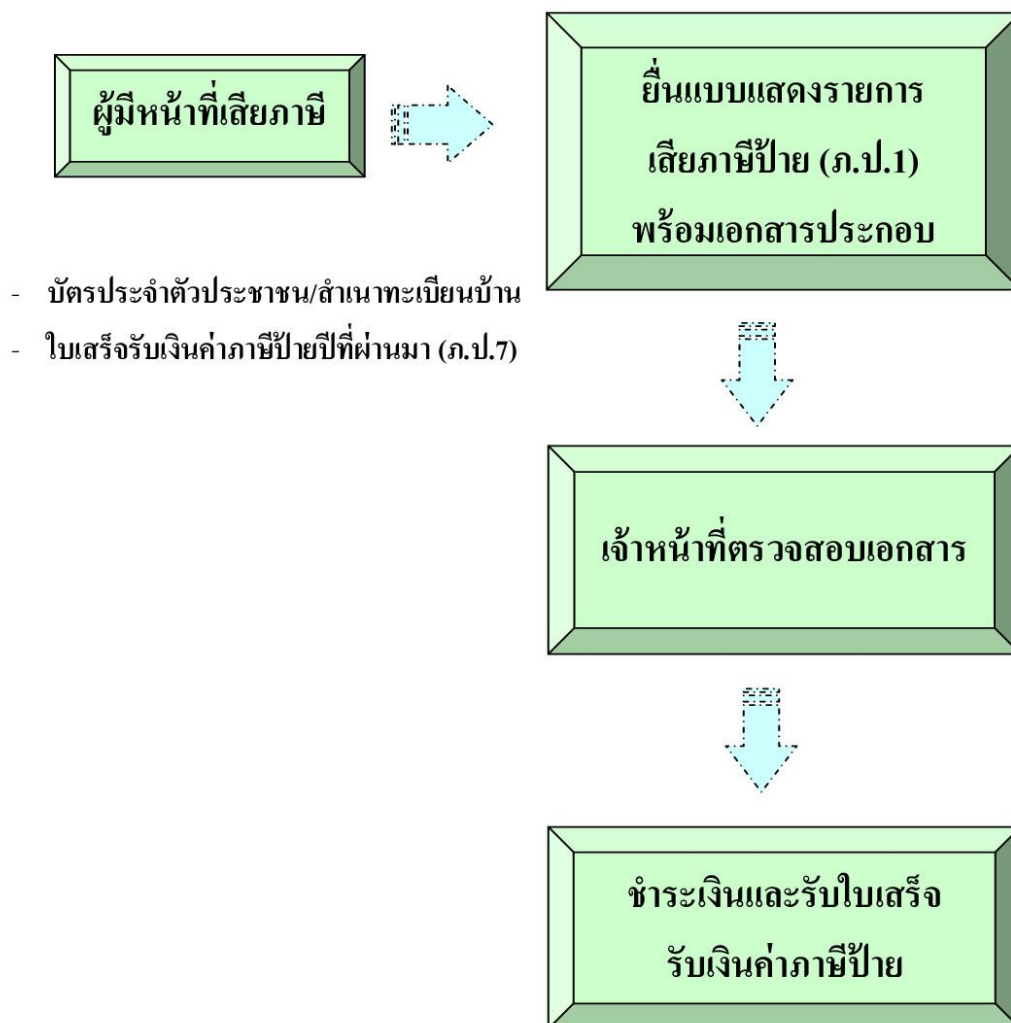 ผู้มีหน้าที่เสียภาษี
ยื่นแบบแสดงรายการ
เสียภาษีป้าย (ภ.ป.1)
พร้อมเอกสารประกอบ
- บัตรประจำตัวประชาชน/สำเนาทะเบียนบ้าน
- ใบเสร็จรับเงินค่าภาษีป้ายปีที่ผ่านมา (ภ.ป.7)
เจ้าหน้าที่ตรวจสอบเอกสาร
ชำระเงินและรับใบเสร็จ
รับเงินค่าภาษีป้าย